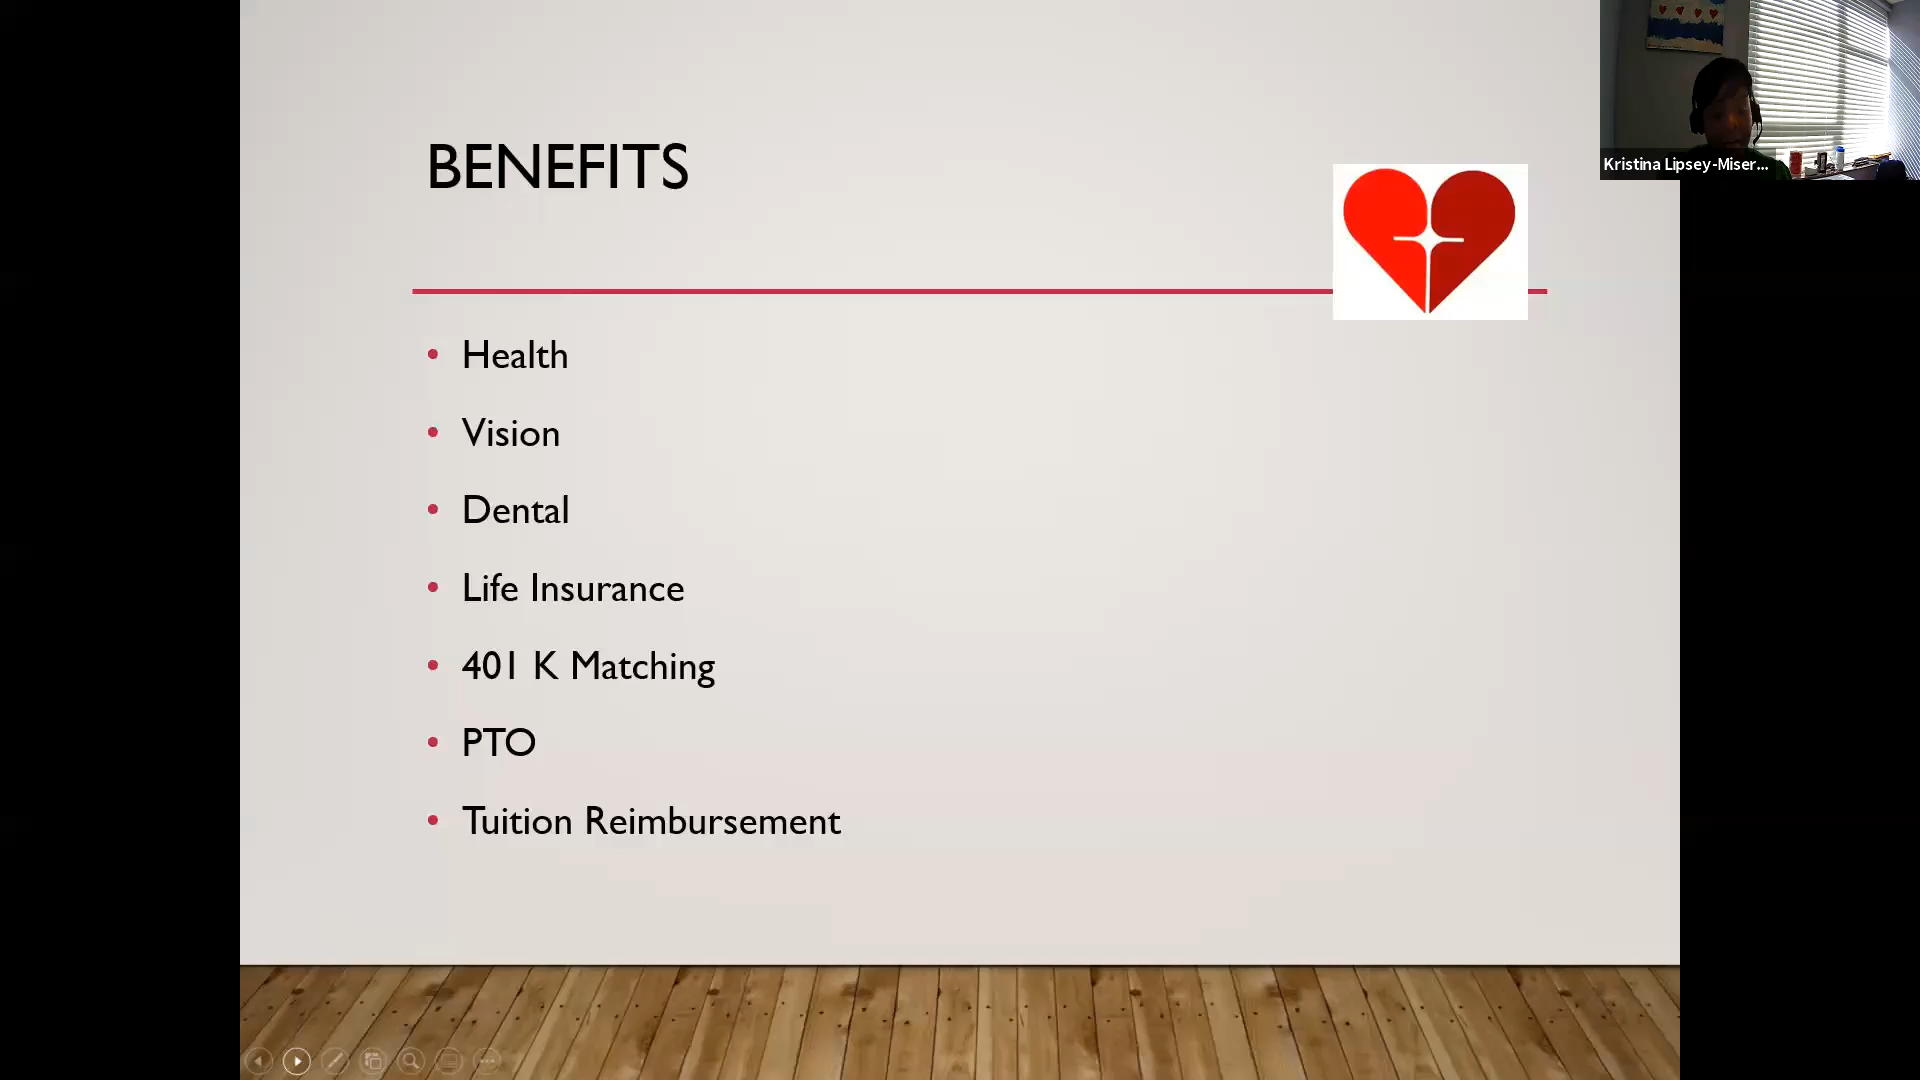 BENEFITS
Kristina Lipsey-Miser...
• Health
• Vision
• Dental
• Life Insurance
• 401 K Matching
• PTO
• Tuition Reimbursement